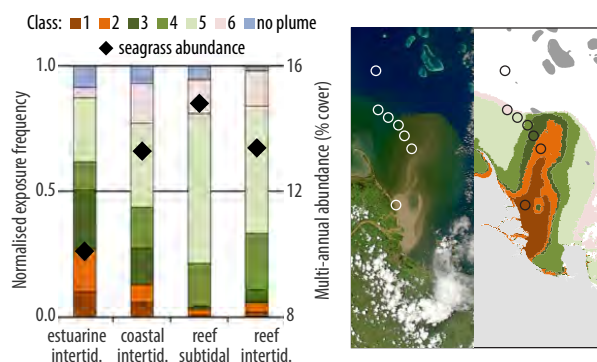 Class: 1 2 3 4 5 6 no plume
seagrass abundance
Normalised exposure frequency
1.0
0.5
0.0
16
12
8
Multi-annual abundance (% cover)
estuarine intertid.
coastal intertid.
reef subtidal
reef intertid.